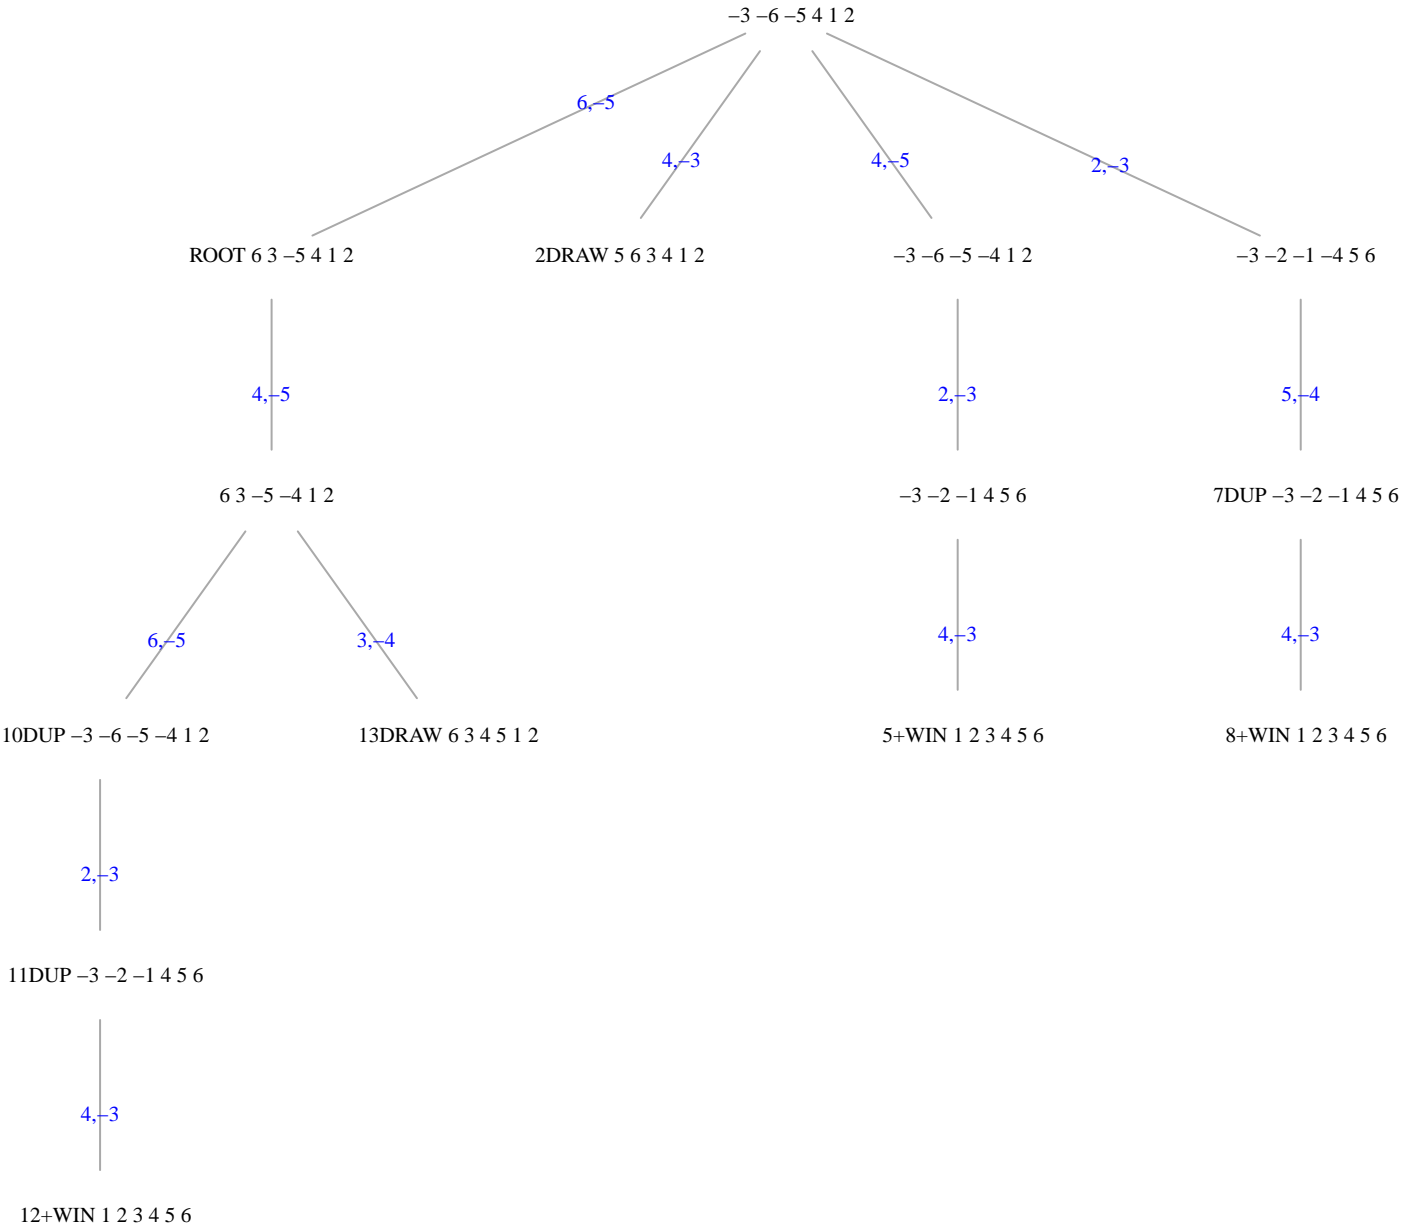 –3 –6 –5 4 1 2
6,–5
4,–3
4,–5
2,–3
ROOT 6 3 –5 4 1 2
2DRAW 5 6 3 4 1 2
–3 –6 –5 –4 1 2
–3 –2 –1 –4 5 6
4,–5
2,–3
5,–4
6 3 –5 –4 1 2
–3 –2 –1 4 5 6
7DUP –3 –2 –1 4 5 6
6,–5
3,–4
4,–3
4,–3
10DUP –3 –6 –5 –4 1 2
13DRAW 6 3 4 5 1 2
5+WIN 1 2 3 4 5 6
8+WIN 1 2 3 4 5 6
2,–3
11DUP –3 –2 –1 4 5 6
4,–3
12+WIN 1 2 3 4 5 6